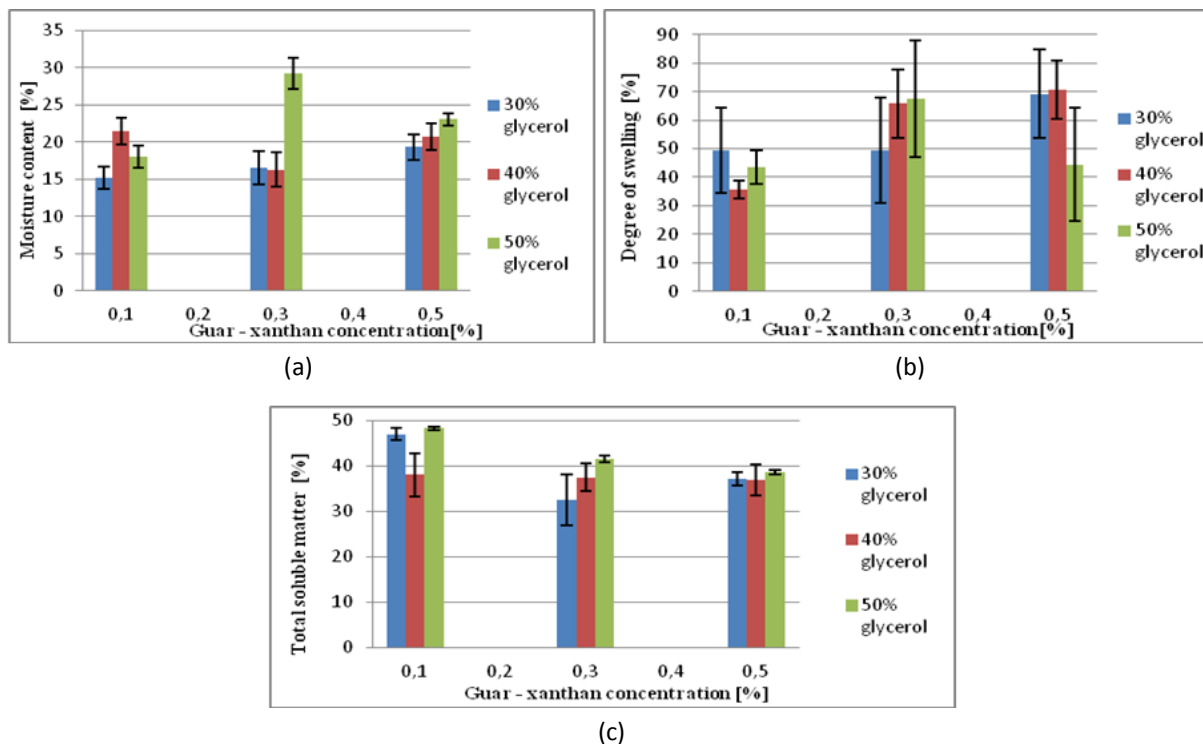 Moisture content [%]
35
30
25
20
15
10
5
0
0,1 0,2 0,3 0,4 0,5
Guar - xanthan concentration[%]
30%
glycerol
40%
glycerol
50%
glycerol
(a)
Degree of swelling [%]
90
80
70
60
50
40
30
20
10
0
0,1 0,2 0,3 0,4 0,5
Guar - xanthan concentration[%]
30%
glycerol
40%
glycerol
50%
glycerol
(b)
Total soluble matter [%]
50
40
30
20
10
0
0,1 0,2 0,3 0,4 0,5
Guar - xanthan concentration [%]
30%
glycerol
40%
glycerol
50%
glycerol
(c)